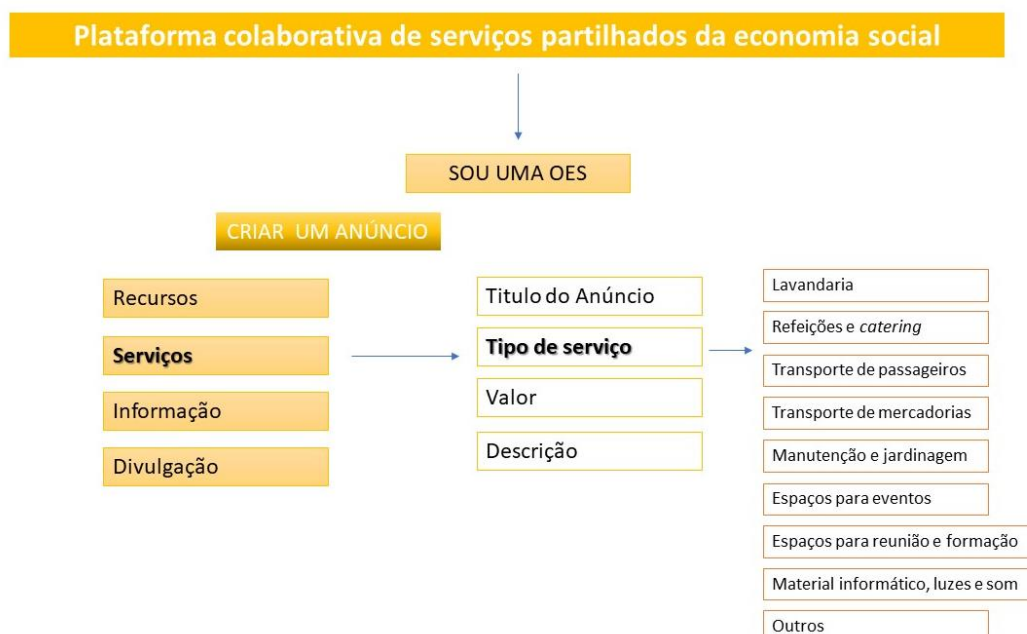 Plataforma colaborativa de serviços partilhados da economia social
SOU UMA OES
CRIAR UM ANÚNCIO
Recursos
Serviços
Informação
Divulgação
Titulo do Anúncio
Tipo de serviço
Valor
Descrição
Lavandaria
Refeições e catering
Transporte de passageiros
Transporte de mercadorias
Manutenção e jardinagem
Espaços para eventos
Espaços para reunião e formação
Material informático, luzes e som
Outros